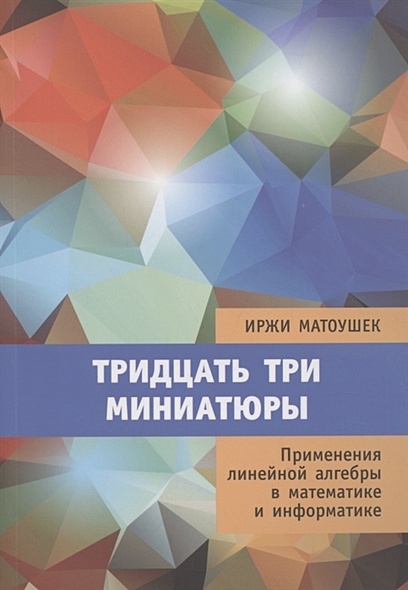 ИРЖИ МАТОУШЕК
ТРИДЦАТЬ ТРИ
МИНИАТЮРЫ
Применения
линейной алгебры
в математике
и информатике